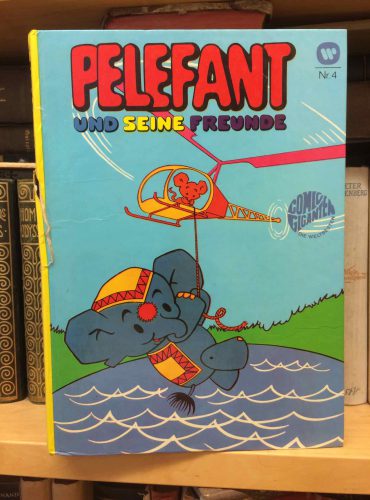 PELEFANT
UND SEINE FREUNDE
Nr. 4
COMIC
GIGANTEN